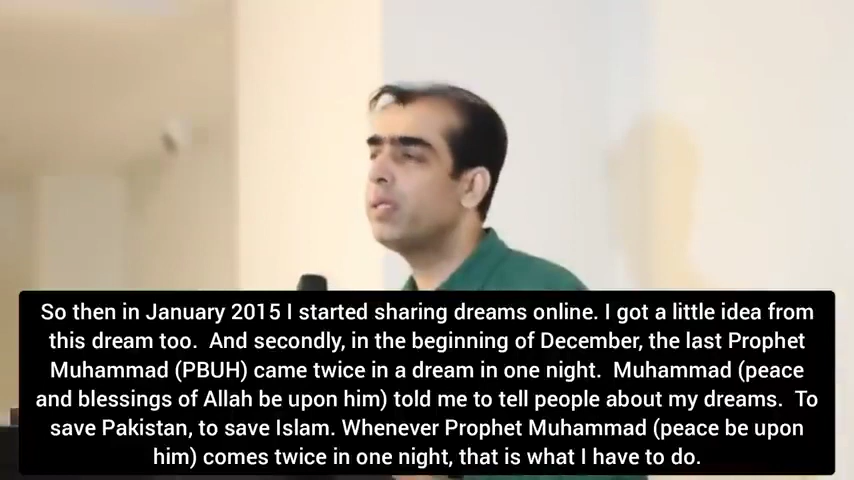 So then in January 2015 I started sharing dreams online. I got a little idea from
this dream too.  And secondly, in the beginning of December, the last Prophet
Muhammad (PBUH) came twice in a dream in one night.  Muhammad (peace
and blessings of Allah be upon him) told me to tell people about my dreams.  To
save Pakistan, to save Islam. Whenever Prophet Muhammad (peace be upon
him) comes twice in one night, that is what I have to do.